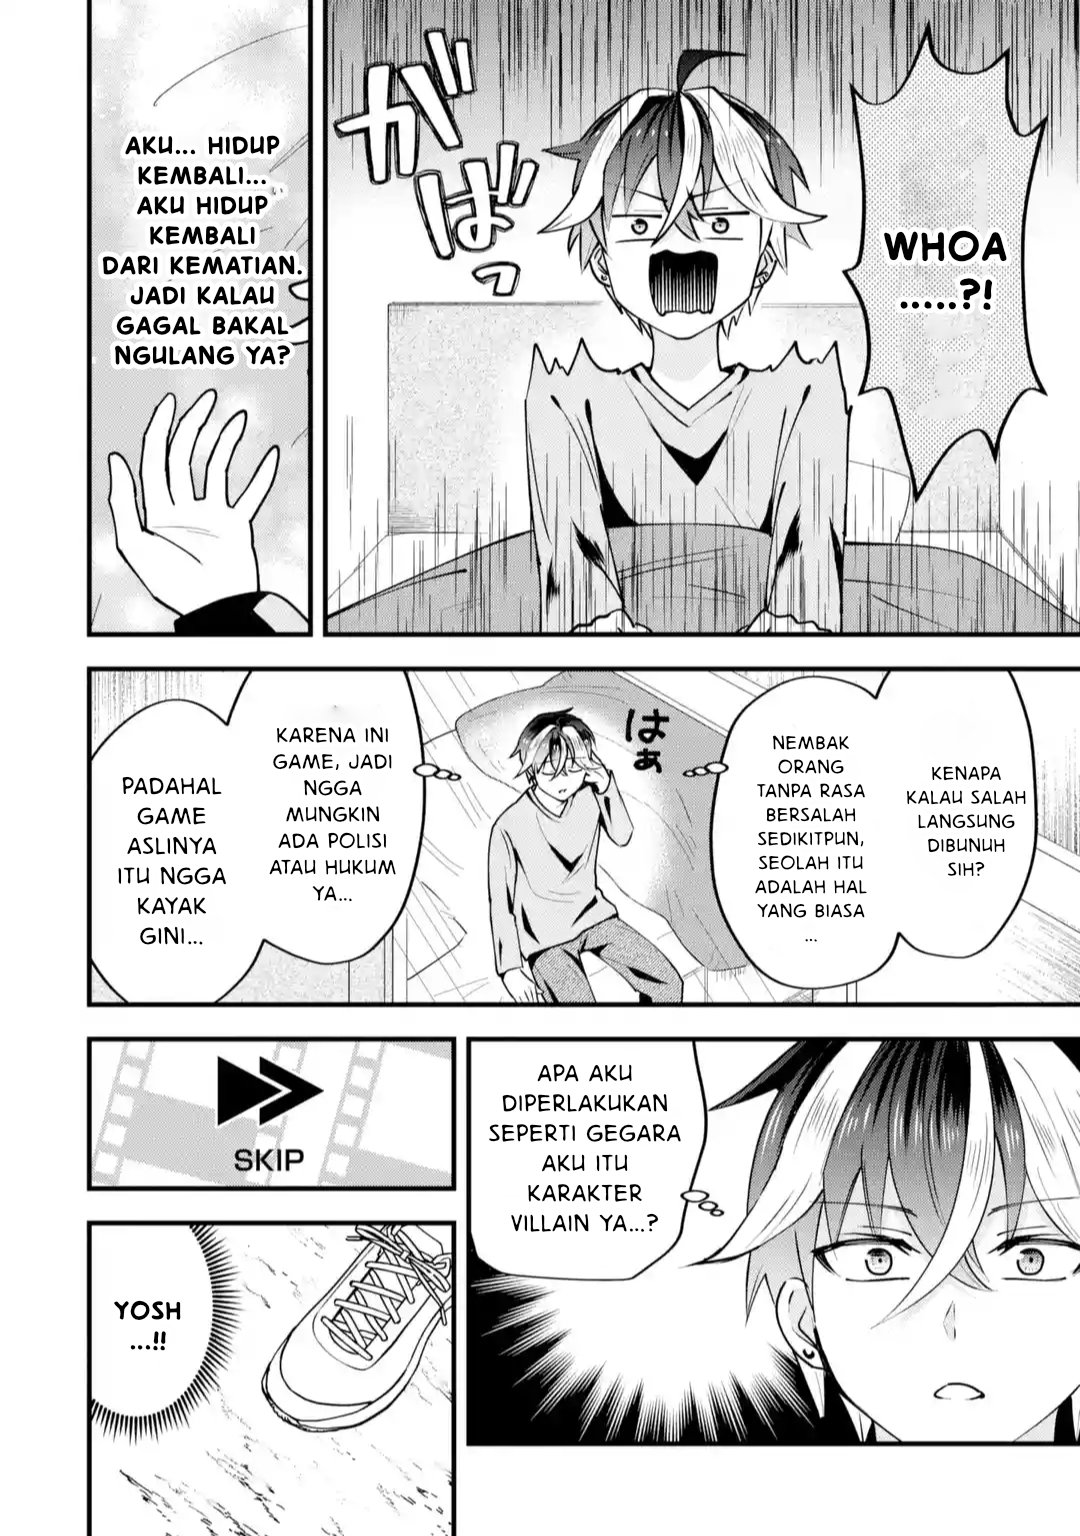 WHOA
.....?!
ガバッ
AKU... HIDUP
KEMBALI...
AKU HIDUP
KEMBALI
DARI KEMATIAN.
JADI KALAU
GAGAL BAKAL
NGULANG YA?
KENAPA
KALAU SALAH
LANGSUNG
DIBUNUH
SIH?
NEMBAK
ORANG
TANPA RASA
BERSALAH
SEDIKITPUN,
SEOLAH ITU
ADALAH HAL
YANG BIASA
...
はぁ
KARENA INI
GAME, JADI
NGGA
MUNGKIN
ADA POLISI
ATAU HUKUM
YA...
PADAHAL
GAME
ASLINYA
ITU NGGA
KAYAK
GINI...
APA AKU
DIPERLAKUKAN
SEPERTI GEGARA
AKU ITU
KARAKTER
VILLAIN YA...?
SKIP
YOSH
...!!